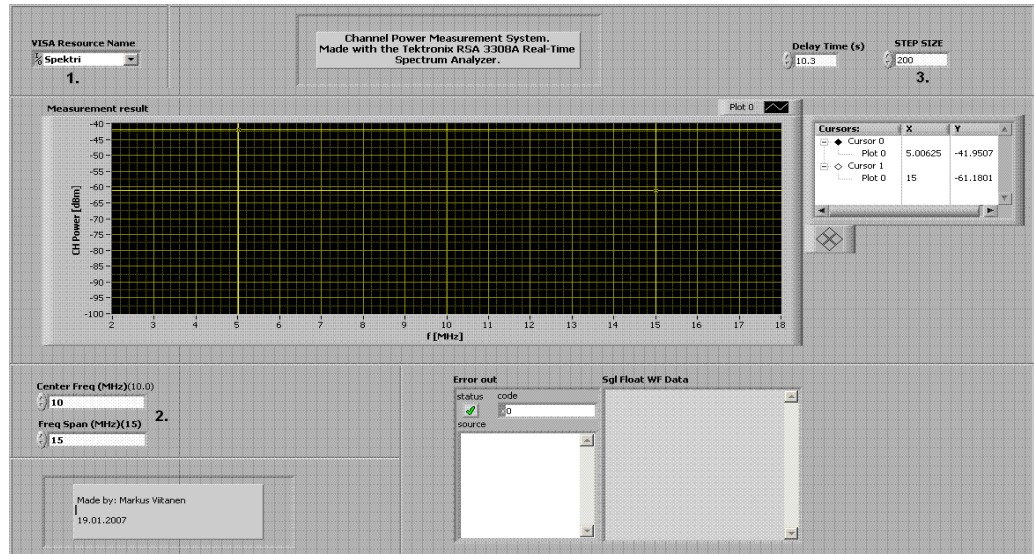 VISA Resource Name
Spektri
1.
Channel Power Measurement System.
Made with the Tektronix RSA 3308A Real-Time
Spectrum Analyzer.
Delay Time (s)
10.3
STEP SIZE
200
3.
Measurement result
Plot 0
CH Power [dBm]
-40
-45
-50
-55
-60
-65
-70
-75
-80
-85
-90
-95
-100
2 3 4 5 6 7 8 9 10 11 12 13 14 15 16 17 18
f [MHz]
Cursors: X Y
Cursor 0
Plot 0 5.00625 -41.9507
Cursor 1
Plot 0 15 -61.1801
Center Freq (MHz)(10.0)
10
2.
Freq Span (MHz)(15)
15
Made by: Markus Viitanen
19.01.2007
Error out
status code
0
source
Sgl Float WF Data